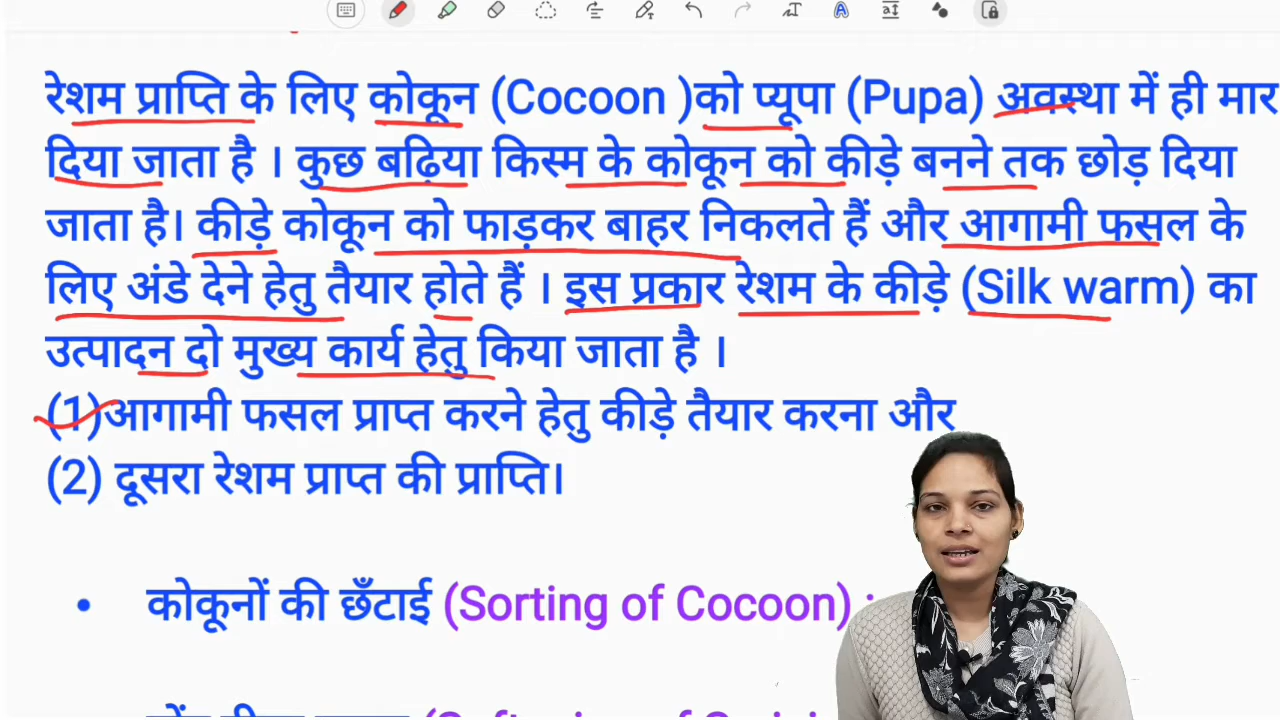 रेशम प्राप्ति के लिए कोकून (Cocoon )को प्यूपा (Pupa) अवस्था में ही मार
दिया जाता है । कुछ बढ़िया किस्म के कोकून को कीड़े बनने तक छोड़ दिया
जाता है। कीड़े कोकून को फाड़कर बाहर निकलते हैं और आगामी फसल के
लिए अंडे देने हेतु तैयार होते हैं । इस प्रकार रेशम के कीड़े (Silk warm) का
उत्पादन दो मुख्य कार्य हेतु किया जाता है ।
(1)आगामी फसल प्राप्त करने हेतु कीड़े तैयार करना और
(2) दूसरा रेशम प्राप्त की प्राप्ति।
• कोकूनों की छँटाई (Sorting of Cocoon) :